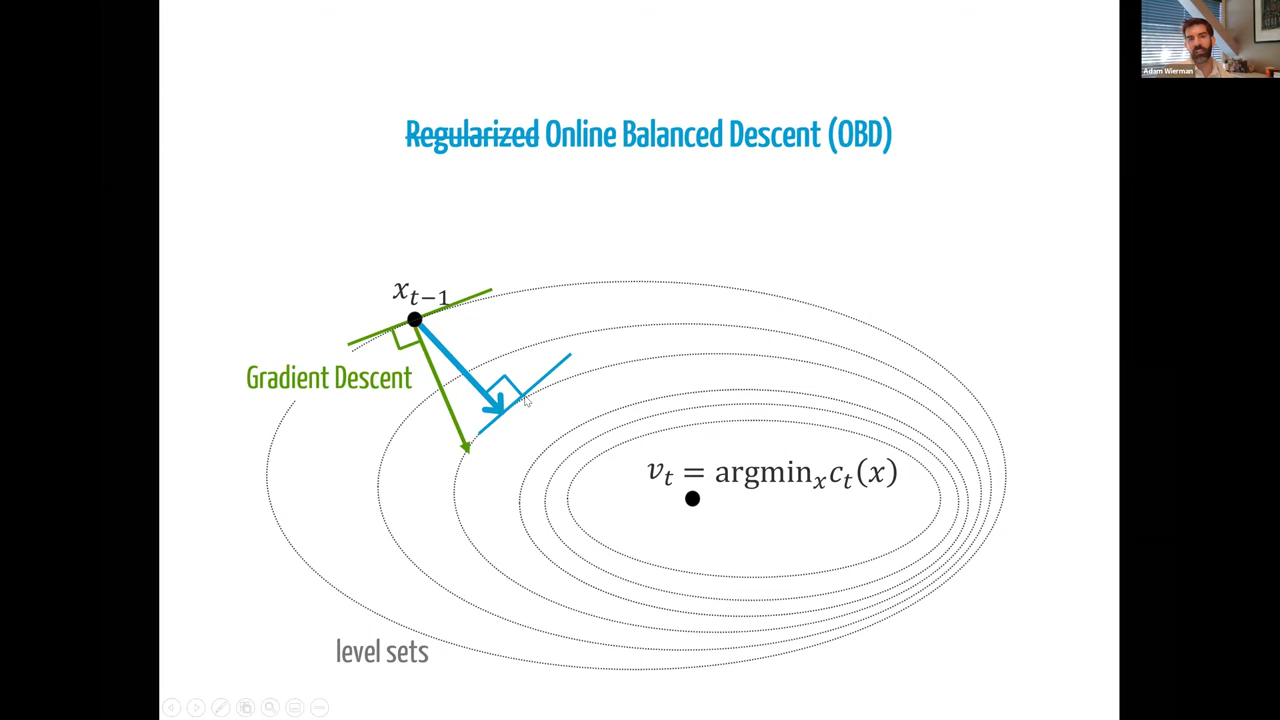 Adam Wierman
Regularized Online Balanced Descent (OBD)
x_{t−1}
Gradient Descent
v_t = argmin_x c_t(x)
level sets